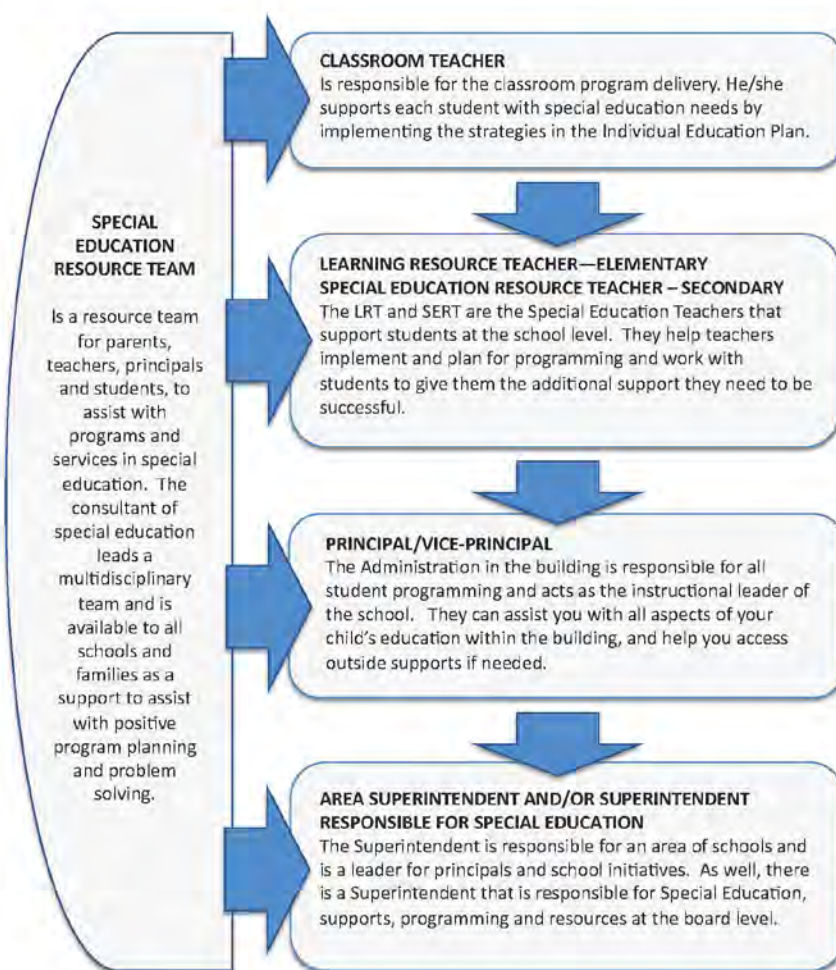 SPECIAL
EDUCATION
RESOURCE TEAM
Is a resource team
for parents,
teachers, principals
and students, to
assist with
programs and
services in special
education. The
consultant of
special education
leads a
multidisciplinary
team and is
available to all
schools and
families as a
support to assist
with positive
program planning
and problem
solving.
CLASSROOM TEACHER
Is responsible for the classroom program delivery. He/she
supports each student with special education needs by
implementing the strategies in the Individual Education Plan.
LEARNING RESOURCE TEACHER—ELEMENTARY
SPECIAL EDUCATION RESOURCE TEACHER – SECONDARY
The LRT and SERT are the Special Education Teachers that
support students at the school level. They help teachers
implement and plan for programming and work with
students to give them the additional support they need to be
successful.
PRINCIPAL/VICE-PRINCIPAL
The Administration in the building is responsible for all
student programming and acts as the instructional leader of
the school. They can assist you with all aspects of your
child's education within the building, and help you access
outside supports if needed.
AREA SUPERINTENDENT AND/OR SUPERINTENDENT
RESPONSIBLE FOR SPECIAL EDUCATION
The Superintendent is responsible for an area of schools and
is a leader for principals and school initiatives. As well, there
is a Superintendent that is responsible for Special Education,
supports, programming and resources at the board level.